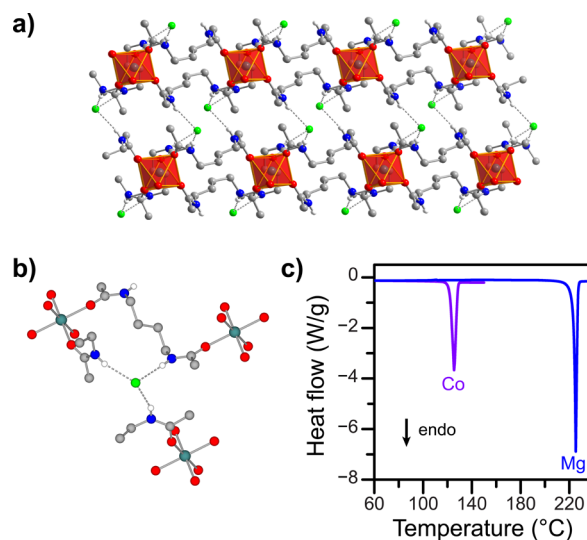 a)
b)
c)
Heat flow (W/g)
0
−2
−4
−6
−8
Co
endo
Mg
60
100
140
180
220
Temperature (°C)